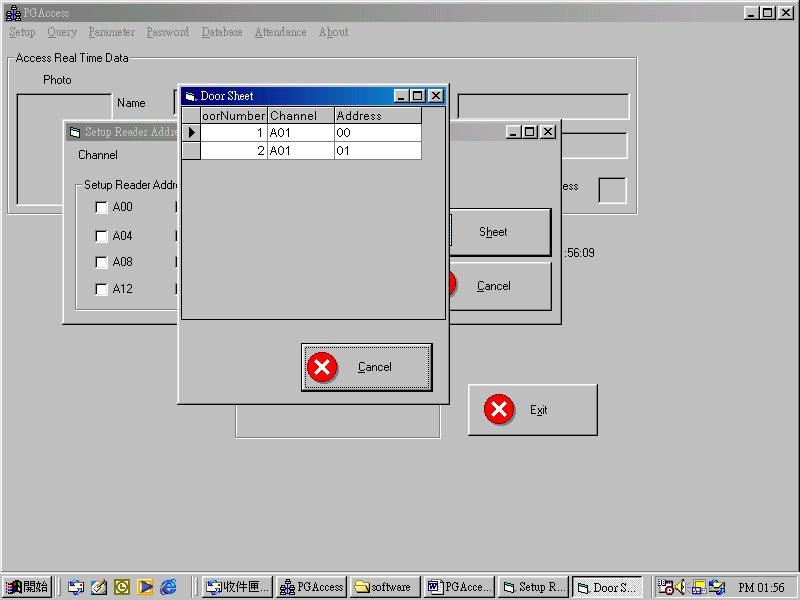 PGAccess
Setup Query Parameter Password Database Attendance About
Access Real Time Data
Photo
Name
Door Sheet
oorNumber Channel Address
1 A01 00
2 A01 01
Cancel
Setup Reader Addre
Channel
Setup Reader Addre
A00
A04
A08
A12
ess
Sheet
:56:09
Cancel
Exit
開始 收件匣... PGAccess software PGAcce... Setup R... Door S... PM 01:56